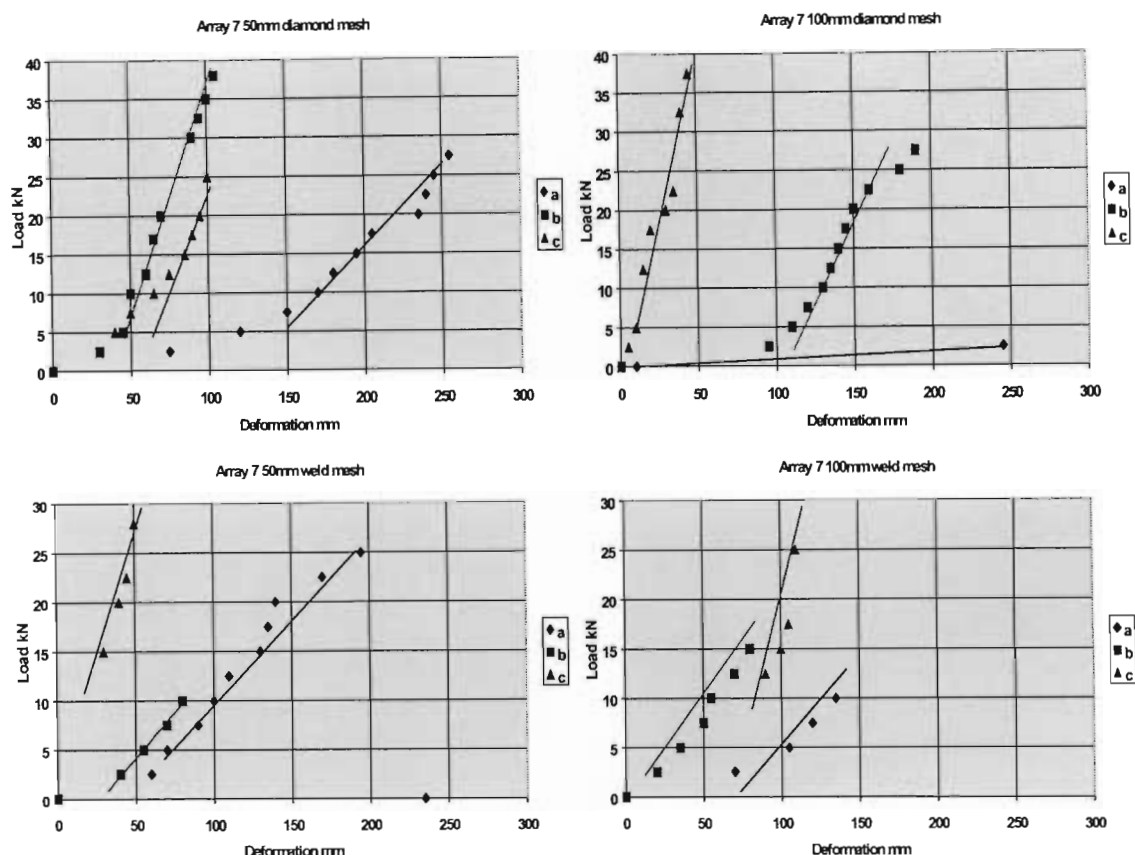 Array 7 50mm diamond mesh
Load kN
40
35
30
25
20
15
10
5
0
0 50 100 150 200 250 300
Deformation mm
a
b
c
Array 7 100mm diamond mesh
Load kN
40
35
30
25
20
15
10
5
0
0 50 100 150 200 250 300
Deformation mm
a
b
c
Array 7 50mm weld mesh
Load kN
30
25
20
15
10
5
0
0 50 100 150 200 250 300
Deformation mm
a
b
c
Array 7 100mm weld mesh
Load kN
30
25
20
15
10
5
0
0 50 100 150 200 250 300
Deformation mm
a
b
c